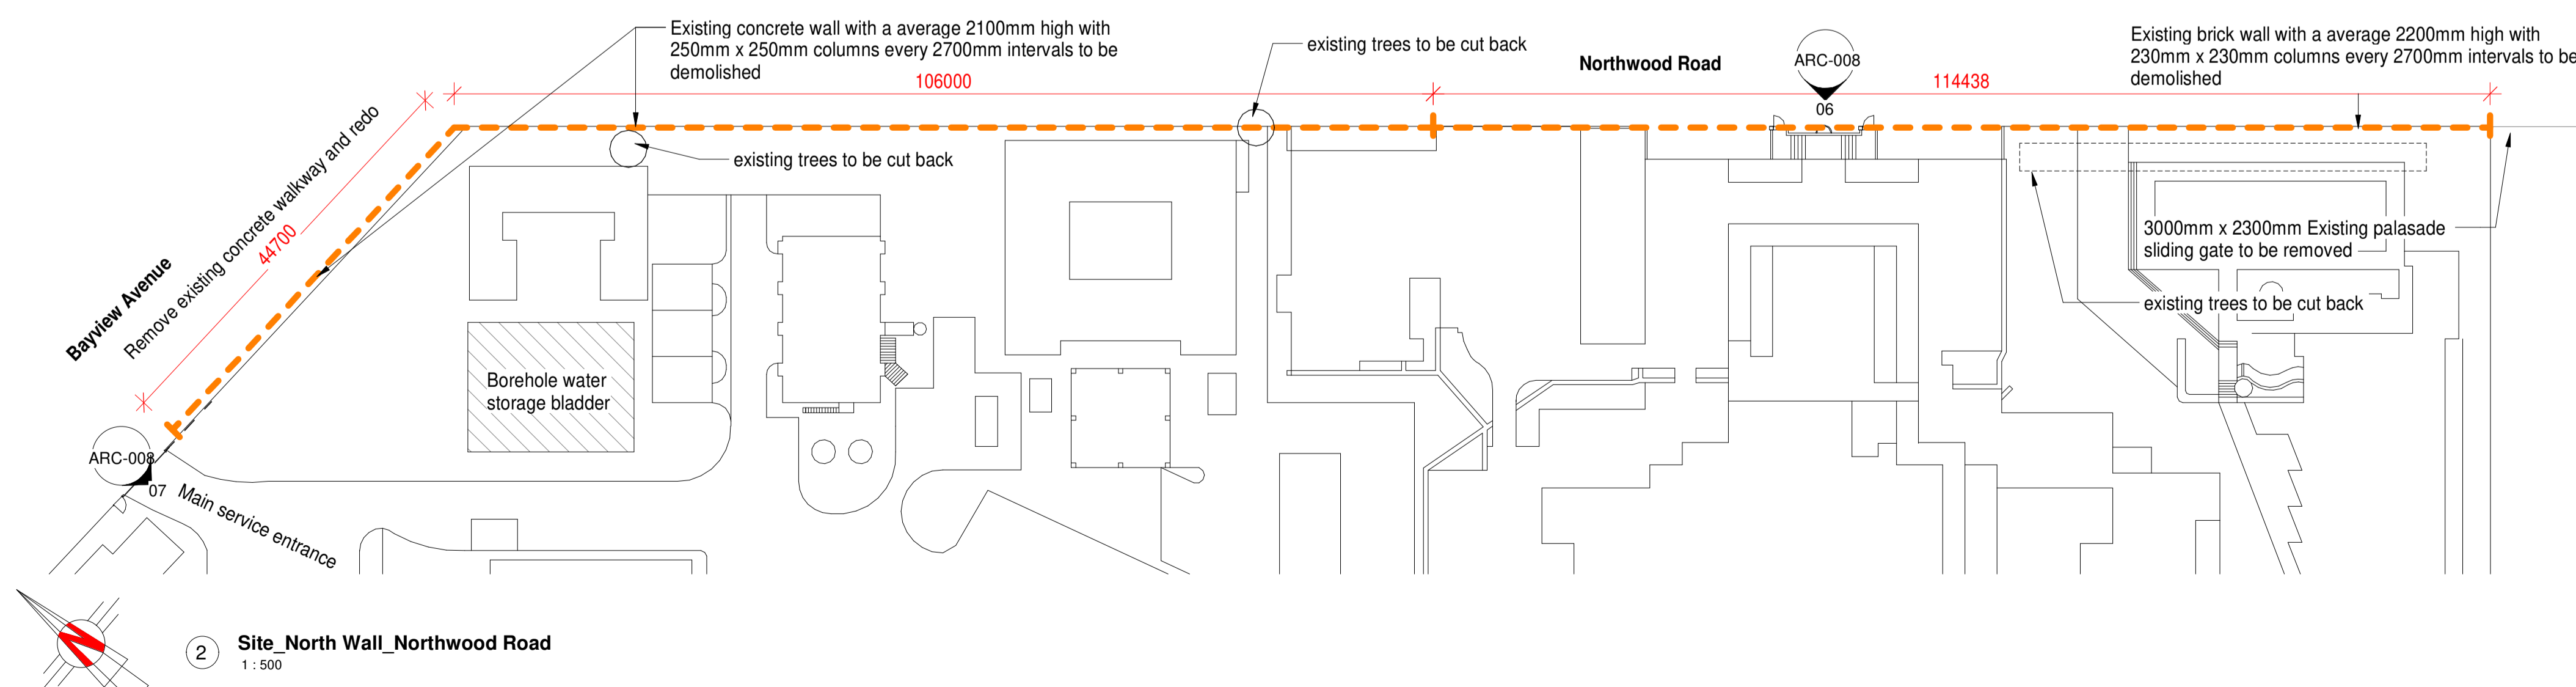 Existing concrete wall with a average 2100mm high with
250mm x 250mm columns every 2700mm intervals to be
demolished
106000
existing trees to be cut back
Northwood Road
ARC-008
06
114438
Existing brick wall with a average 2200mm high with
230mm x 230mm columns every 2700mm intervals to be
demolished
existing trees to be cut back
Bayview Avenue
Remove existing concrete walkway and redo
44700
3000mm x 2300mm Existing palasade
sliding gate to be removed
existing trees to be cut back
Borehole water
storage bladder
ARC-008
07
Main service entrance
N
2
Site_North Wall_Northwood Road
1 : 500